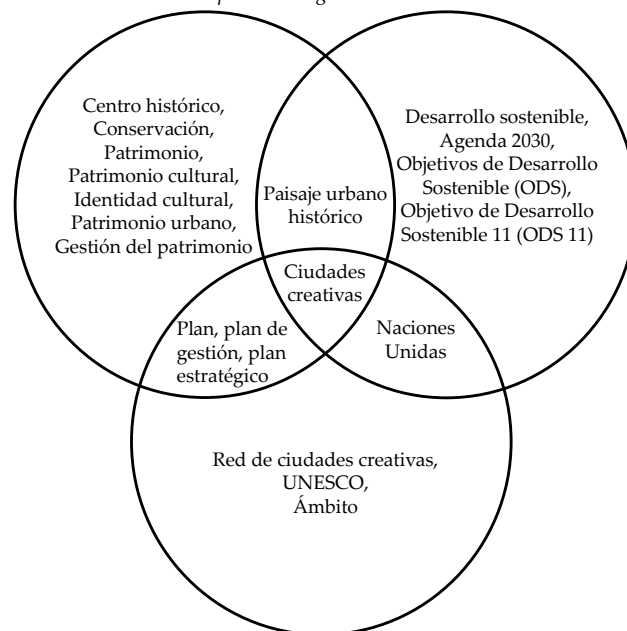 Centro histórico,
Conservación,
Patrimonio,
Patrimonio cultural,
Identidad cultural,
Patrimonio urbano,
Gestión del patrimonio
Paisaje urbano
histórico
Desarrollo sostenible,
Agenda 2030,
Objetivos de Desarrollo
Sostenible (ODS),
Objetivo de Desarrollo
Sostenible 11 (ODS 11)
Ciudades
creativas
Plan, plan de
gestión, plan
estratégico
Naciones
Unidas
Red de ciudades creativas,
UNESCO,
Ámbito